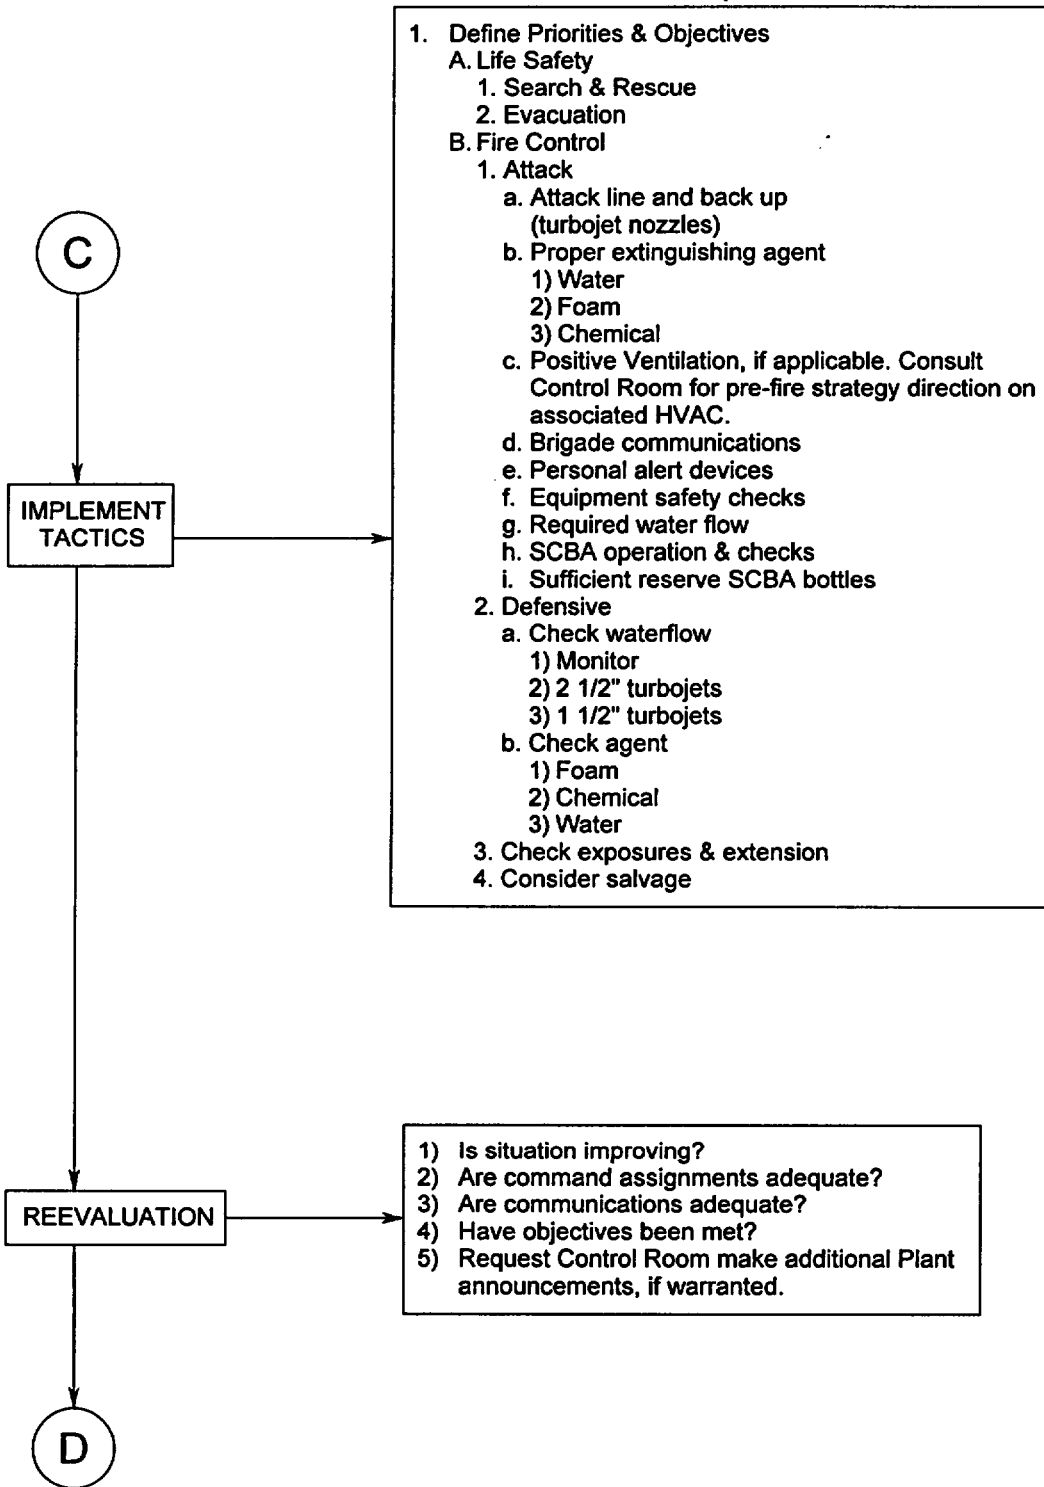 1. Define Priorities & Objectives
A. Life Safety
1. Search & Rescue
2. Evacuation
B. Fire Control
1. Attack
a. Attack line and back up
(turbojet nozzles)
b. Proper extinguishing agent
1) Water
2) Foam
3) Chemical
c. Positive Ventilation, if applicable. Consult
Control Room for pre-fire strategy direction on
associated HVAC.
d. Brigade communications
e. Personal alert devices
f. Equipment safety checks
g. Required water flow
h. SCBA operation & checks
i. Sufficient reserve SCBA bottles
2. Defensive
a. Check waterflow
1) Monitor
2) 2 1/2" turbojets
3) 1 1/2" turbojets
b. Check agent
1) Foam
2) Chemical
3) Water
3. Check exposures & extension
4. Consider salvage
C
IMPLEMENT
TACTICS
REEVALUATION
1) Is situation improving?
2) Are command assignments adequate?
3) Are communications adequate?
4) Have objectives been met?
5) Request Control Room make additional Plant
announcements, if warranted.
D